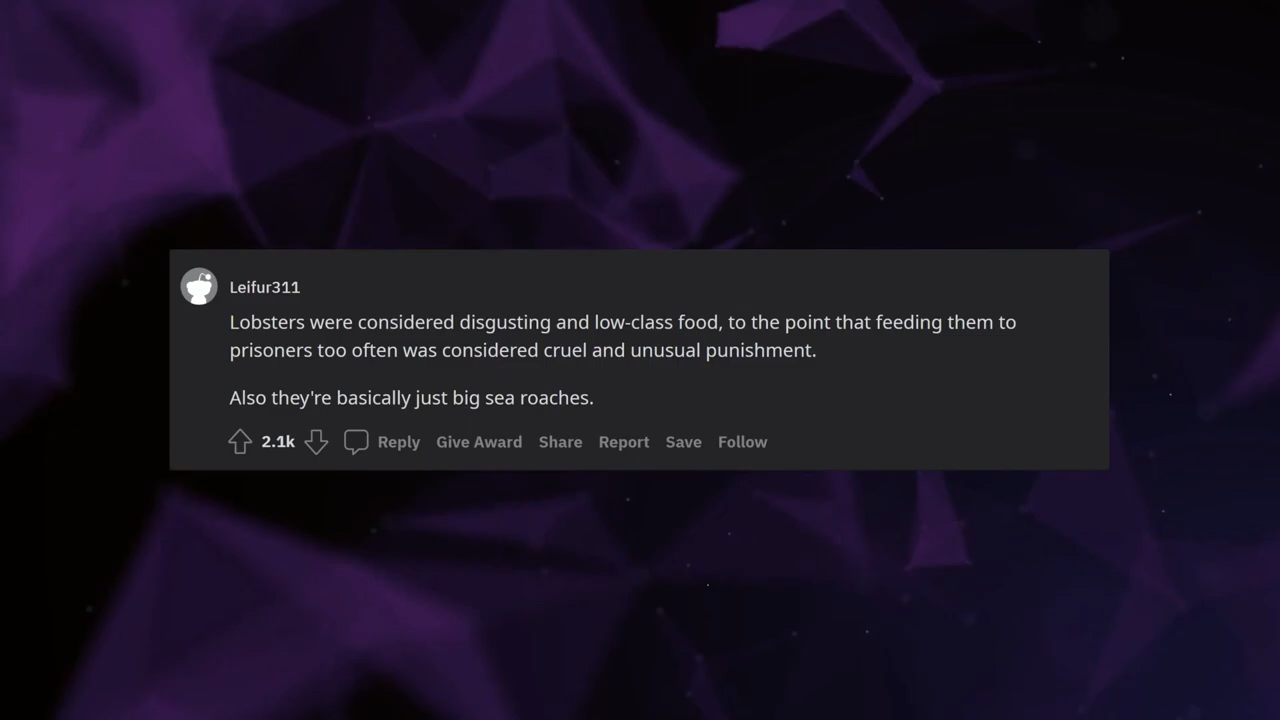 Leifur311
Lobsters were considered disgusting and low-class food, to the point that feeding them to
prisoners too often was considered cruel and unusual punishment.
Also they're basically just big sea roaches.
2.1k Reply Give Award Share Report Save Follow